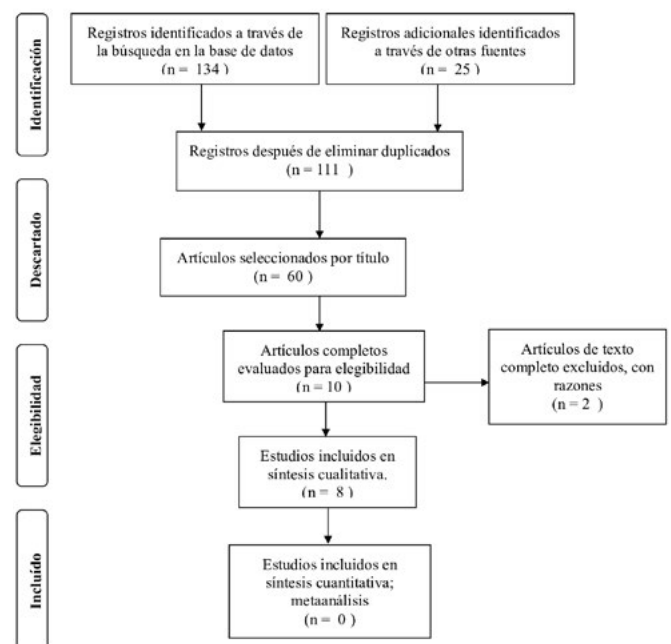 Identificación
Registros identificados a través de
la búsqueda en la base de datos
(n = 134)
Registros adicionales identificados
a través de otras fuentes
(n = 25)
Registros después de eliminar duplicados
(n = 111 )
Descartado
Artículos seleccionados por título
(n = 60 )
Elegibilidad
Artículos completos
evaluados para elegibilidad
(n = 10 )
Artículos de texto
completo excluidos, con
razones
(n = 2 )
Estudios incluidos en
síntesis cualitativa.
(n = 8 )
Incluído
Estudios incluidos en
síntesis cuantitativa;
metaanálisis
(n = 0 )